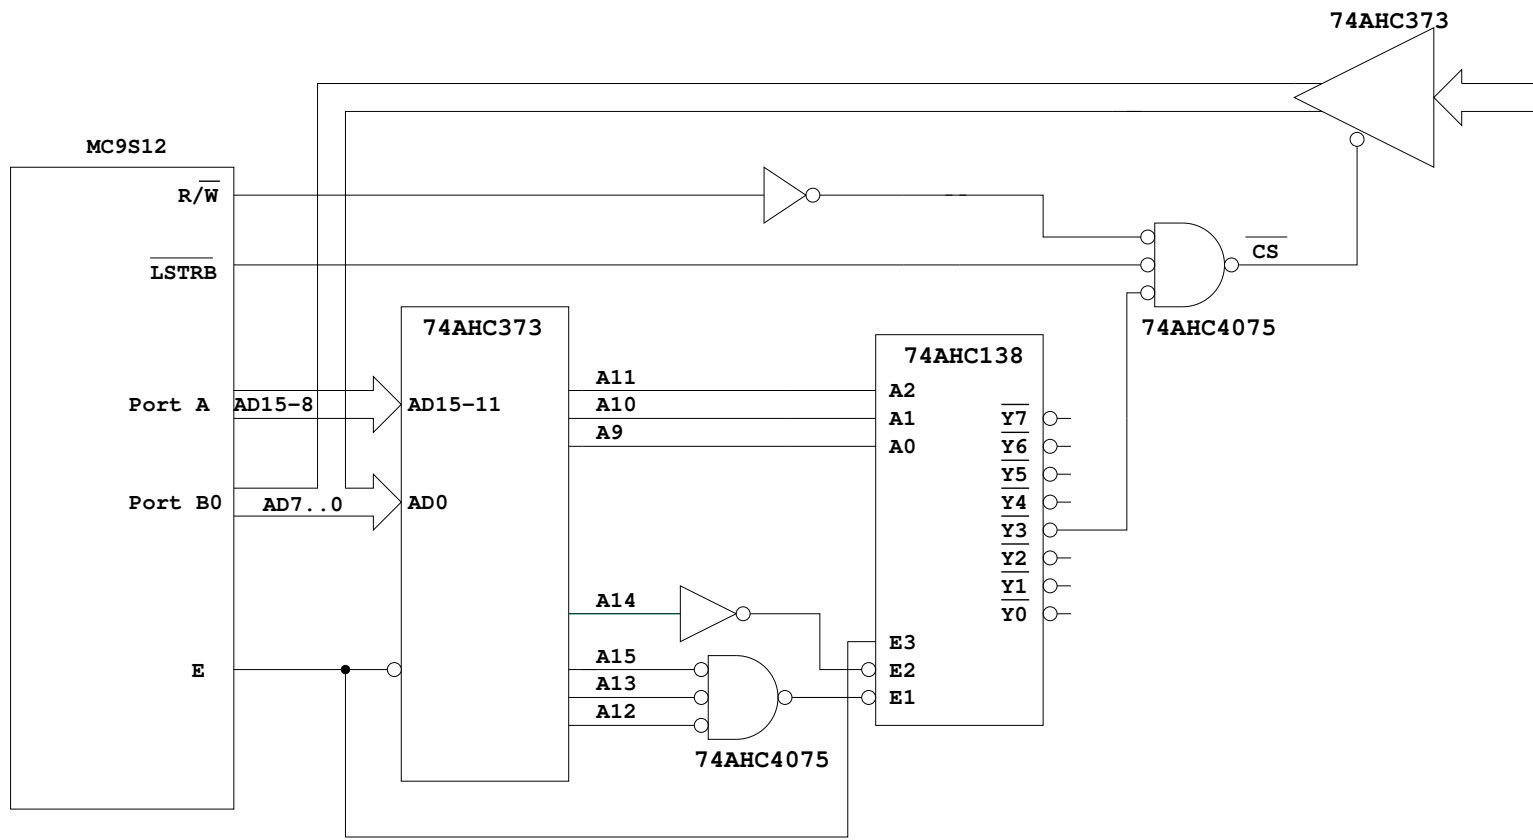 74AHC373
MC9S12
R/W
LSTRB
CS
74AHC4075
74AHC373
74AHC138
A11
A2
Port A
AD15-8
AD15-11
A10
A1
Y7
A9
A0
Y6
Y5
Port B0
AD7..0
AD0
Y4
Y3
Y2
Y1
A14
Y0
E3
E
A15
E2
A13
E1
A12
74AHC4075